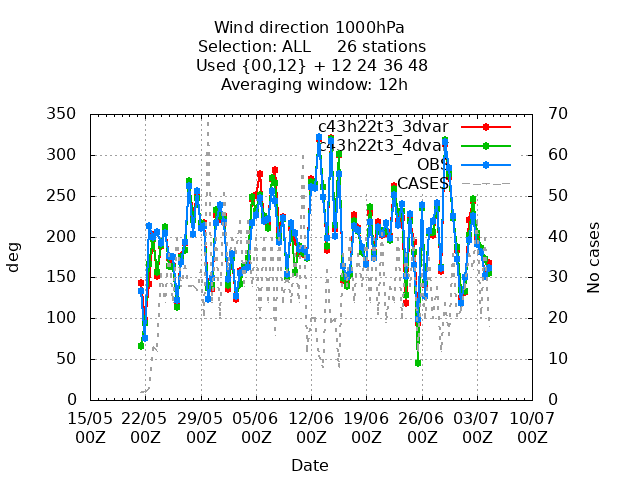 Wind direction 1000hPa
Selection: ALL 26 stations
Used {00,12} + 12 24 36 48
Averaging window: 12h
350 70
c43h22t3_3dvar
c43h22t3_4dvar
300 60
OBS
CASES
250 50
200 40
deg
No cases
150 30
100 20
50 10
0 0
15/05 22/05 29/05 05/06 12/06 19/06 26/06 03/07 10/07
00Z 00Z 00Z 00Z 00Z 00Z 00Z 00Z 00Z
Date